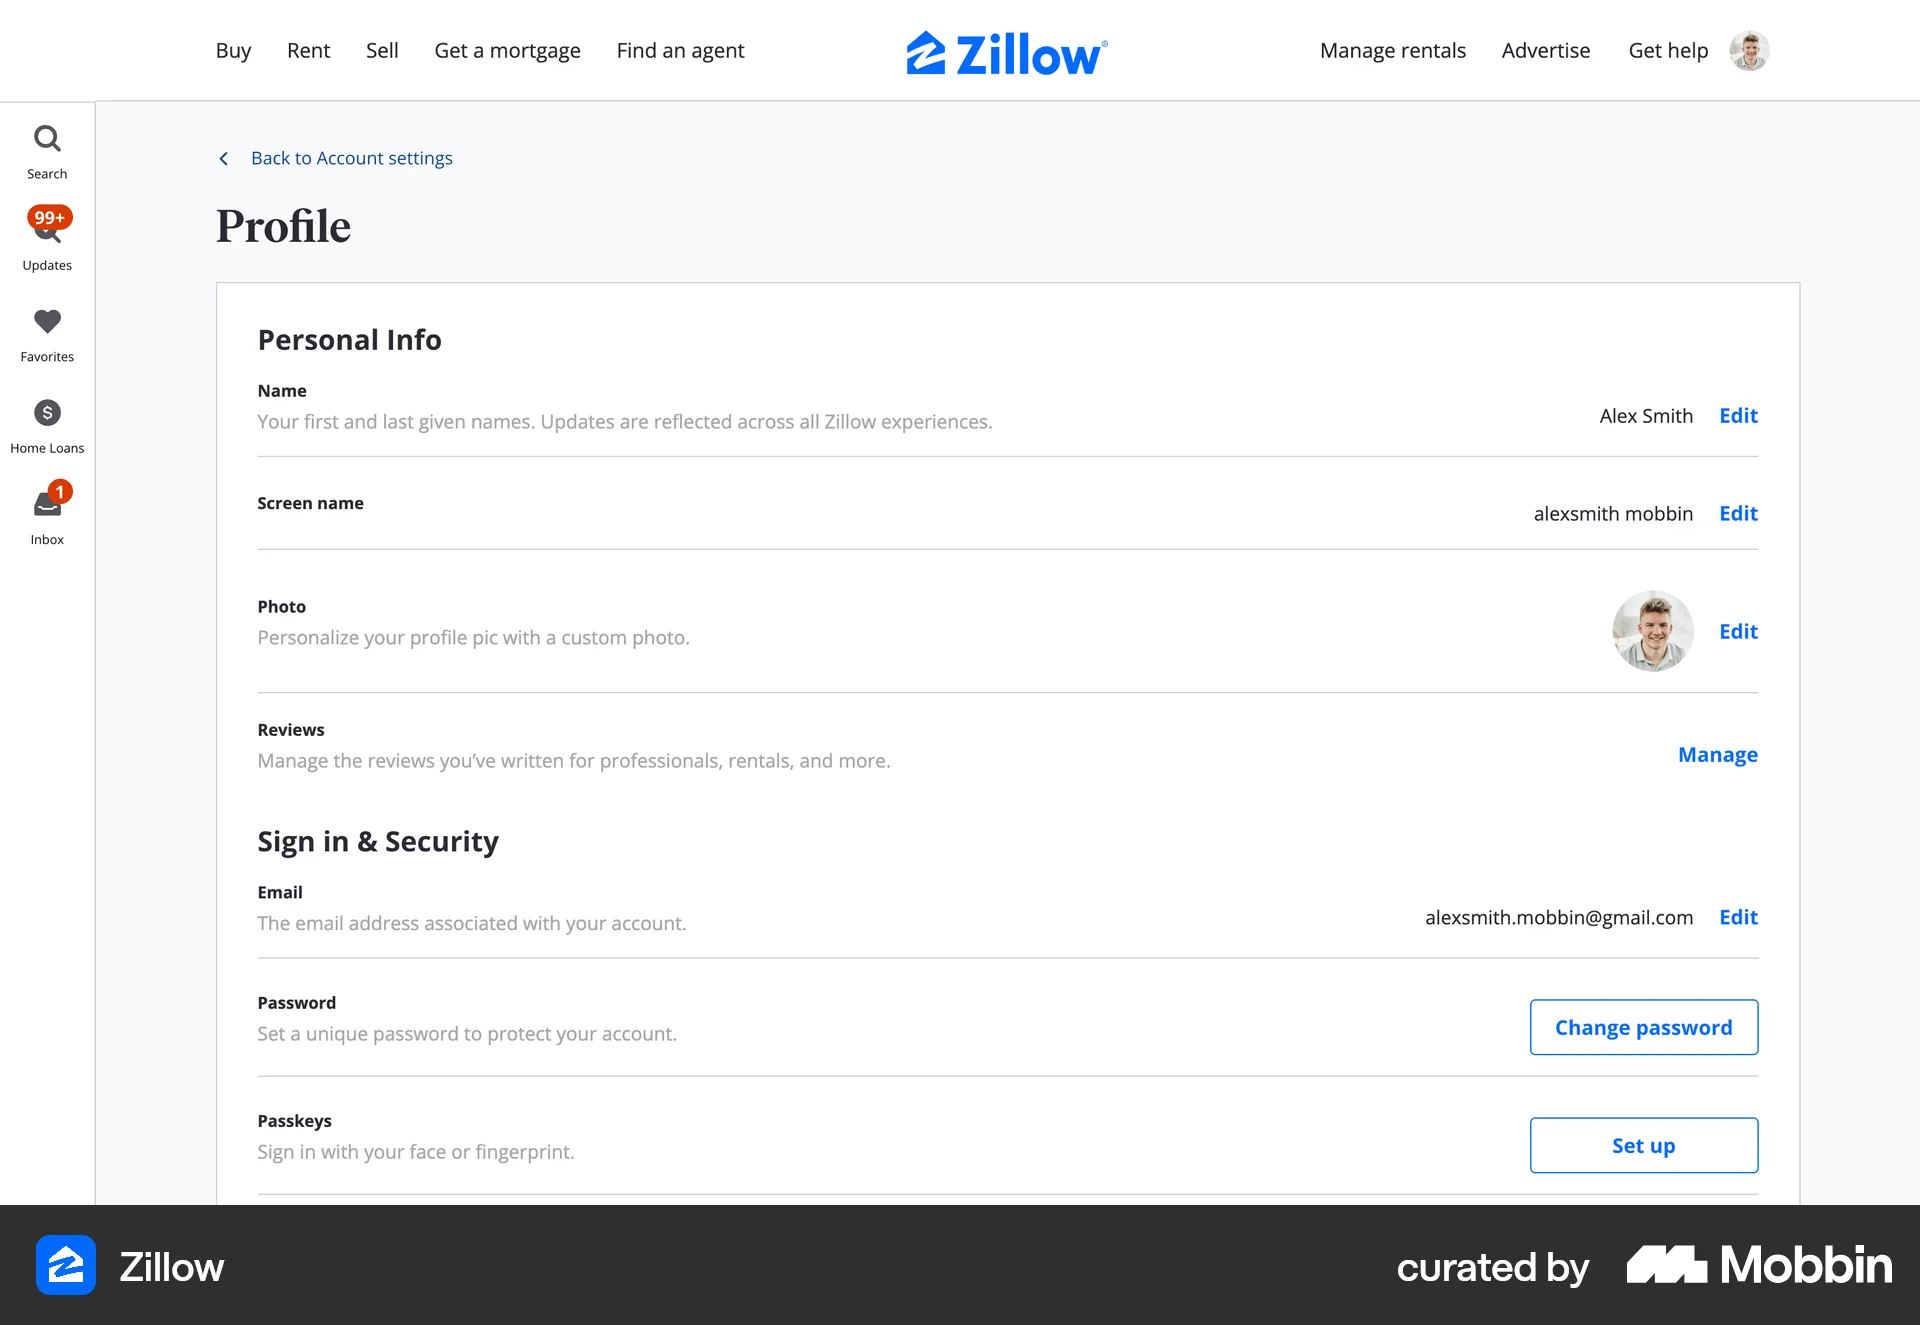 Buy
Rent
Sell
Get a mortgage
Find an agent
Zillow®
Manage rentals
Advertise
Get help
Search
99+
Updates
Favorites
$
Home Loans
1
Inbox
Back to Account settings
Profile
Personal Info
Name
Your first and last given names. Updates are reflected across all Zillow experiences.
Alex Smith
Edit
Screen name
alexsmith mobbin
Edit
Photo
Personalize your profile pic with a custom photo.
Edit
Reviews
Manage the reviews you’ve written for professionals, rentals, and more.
Manage
Sign in & Security
Email
The email address associated with your account.
alexsmith.mobbin@gmail.com
Edit
Password
Set a unique password to protect your account.
Change password
Passkeys
Sign in with your face or fingerprint.
Set up
Zillow
curated by
Mobbin